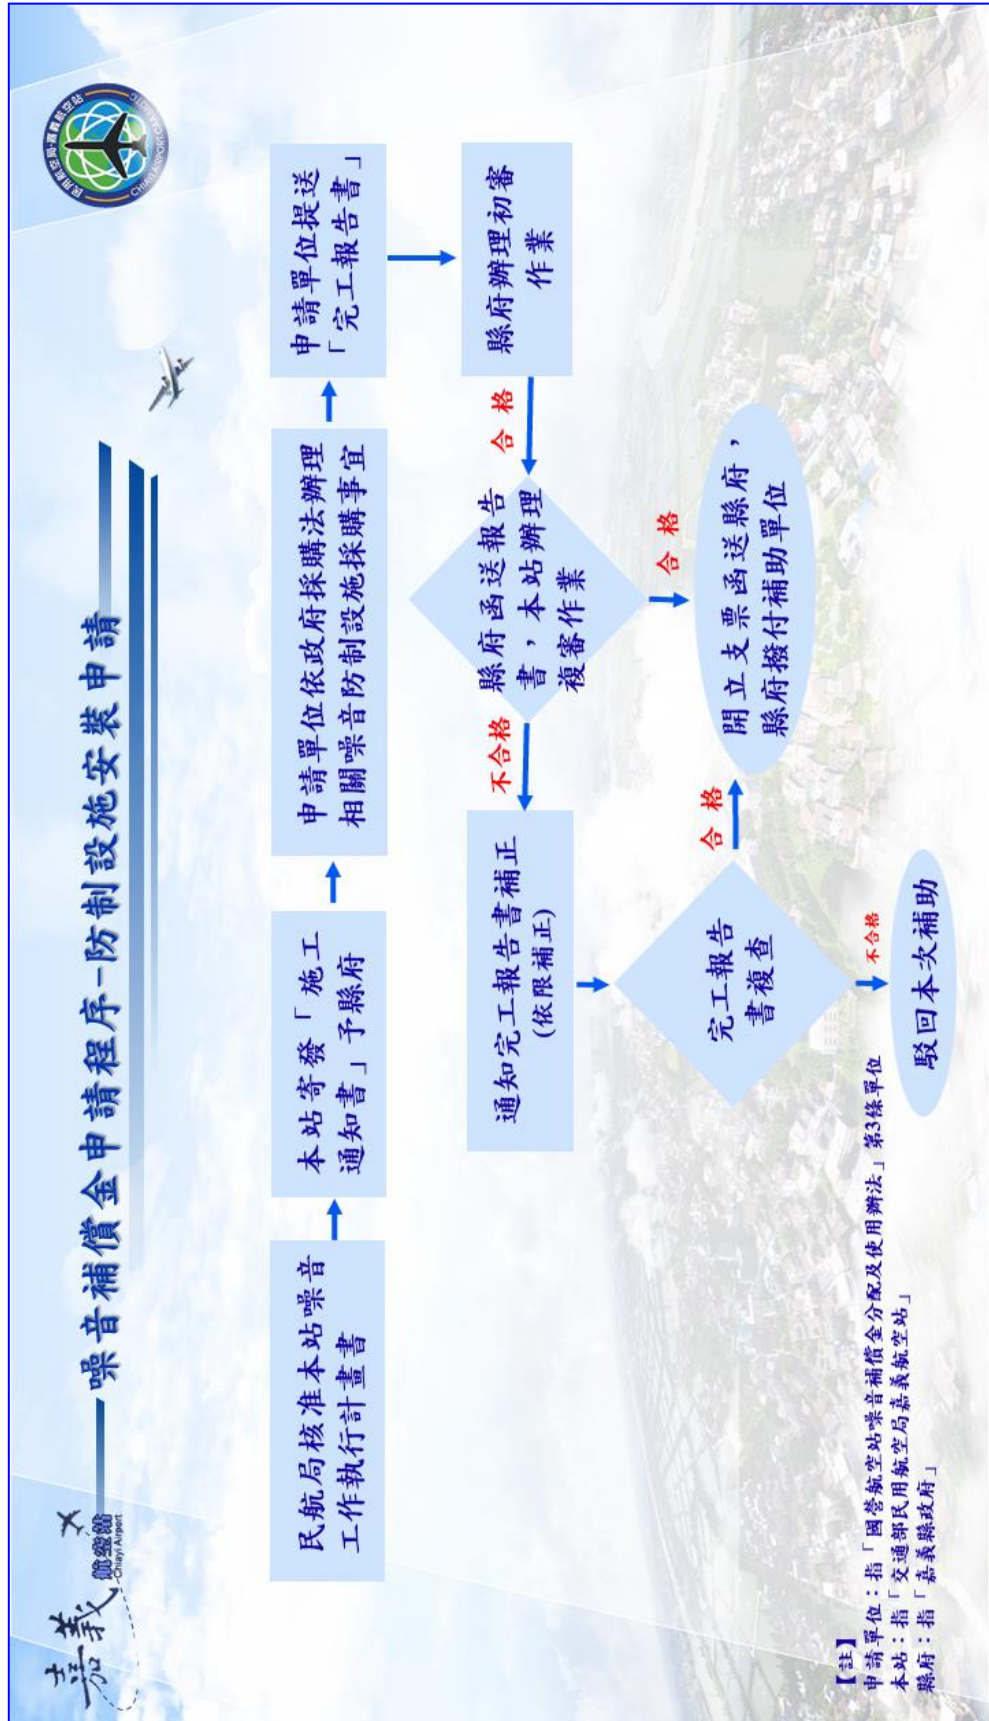 嘉義
航空站
Chiayi Airport
噪音補償金申請程序-防制設施安裝申請
民用航空局·嘉義航空站
民航局核准本站噪音
工作執行計畫書
本站寄發「施工
通知書」予縣府
申請單位依政府採購法辦理
相關噪音防制設施採購事宜
申請單位提送
「完工報告書」
縣府辦理初審
作業
合 格
縣府函送報告
書，本站辦理
複審作業
不合格
合 格
通知完工報告書補正
(依限補正)
完工報告
書複查
合 格
不合格
開立支票函送縣府，
縣府撥付補助單位
駁回本次補助
【註】
申請單位：指「國營航空站噪音補償金分配及使用辦法」第3條單位
本站：指「交通部民用航空局嘉義航空站」
縣府：指「嘉義縣政府」